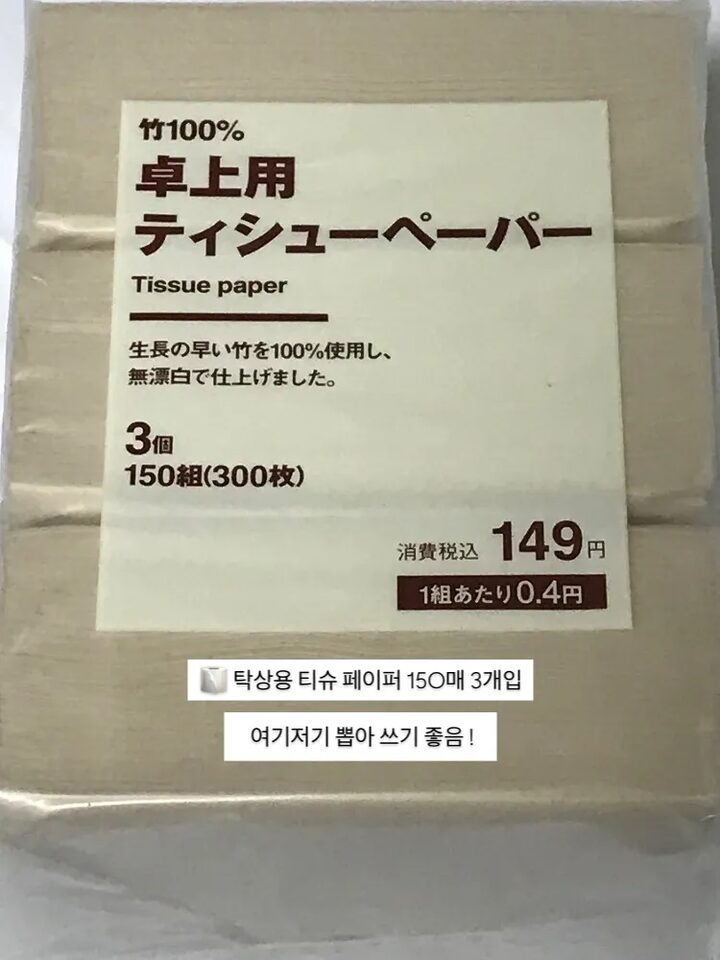 竹100%
卓上用
ティシューペーパー
Tissue paper
生長の早い竹を100%使用し、
無漂白で仕上げました。
3個
150組(300枚)
消費税込 149円
1組あたり0.4円
탁상용 티슈 페이퍼 150매 3개입
여기저기 뽑아 쓰기 좋음 !